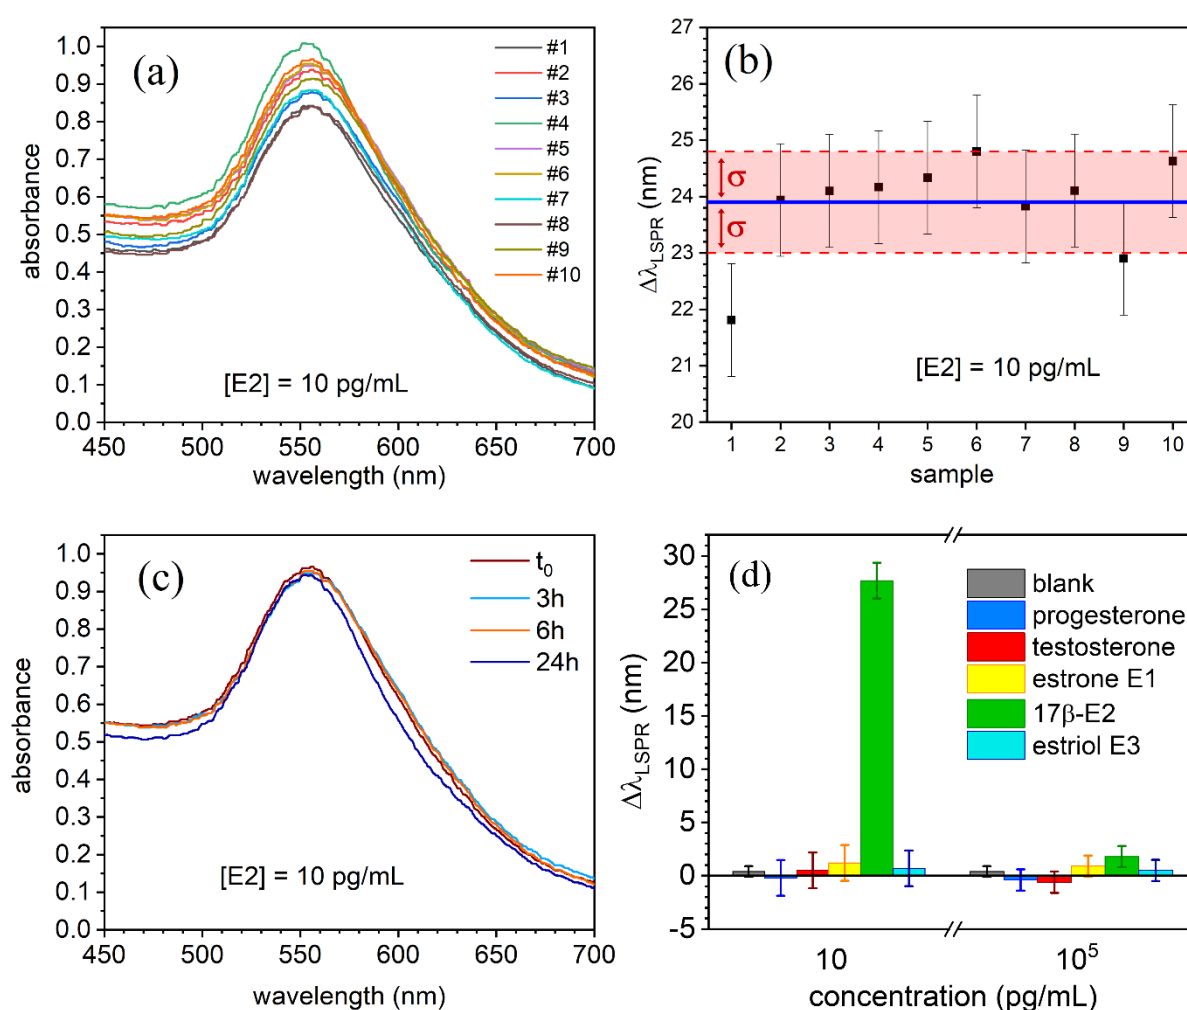 (a)
absorbance
1.0
0.9
0.8
0.7
0.6
0.5
0.4
0.3
0.2
0.1
0.0
#1
#2
#3
#4
#5
#6
#7
#8
#9
#10
[E2] = 10 pg/mL
450 500 550 600 650 700
wavelength (nm)
(b)
ΔλLSPR (nm)
27
26
25
24
23
22
21
20
σ
σ
[E2] = 10 pg/mL
1 2 3 4 5 6 7 8 9 10
sample
(c)
absorbance
1.0
0.9
0.8
0.7
0.6
0.5
0.4
0.3
0.2
0.1
0.0
t0
3h
6h
24h
[E2] = 10 pg/mL
450 500 550 600 650 700
wavelength (nm)
(d)
ΔλLSPR (nm)
30
25
20
15
10
5
0
-5
blank
progesterone
testosterone
estrone E1
17β-E2
estriol E3
10 10⁵
concentration (pg/mL)